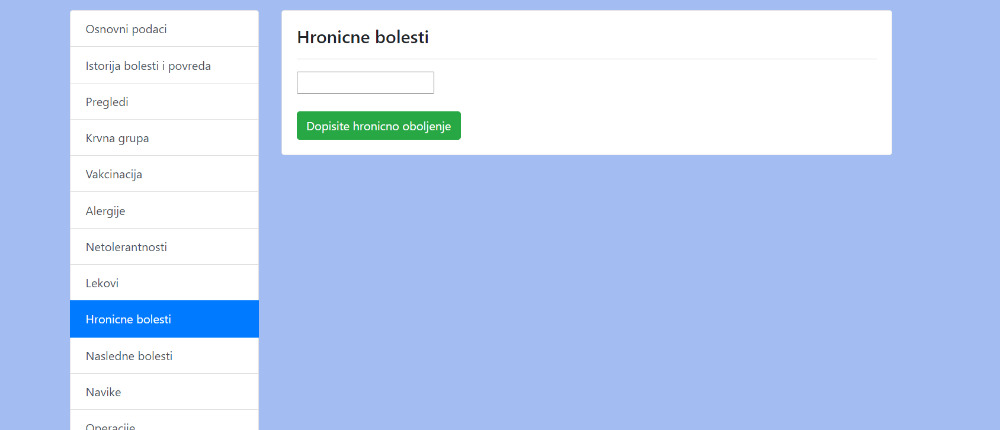 Osnovni podaci
Istorija bolesti i povreda
Pregledi
Krvna grupa
Vakcinacija
Alergije
Netolerantnosti
Lekovi
Hronicne bolesti
Nasledne bolesti
Navike
Operacije
Hronicne bolesti
Dopisite hronicno oboljenje